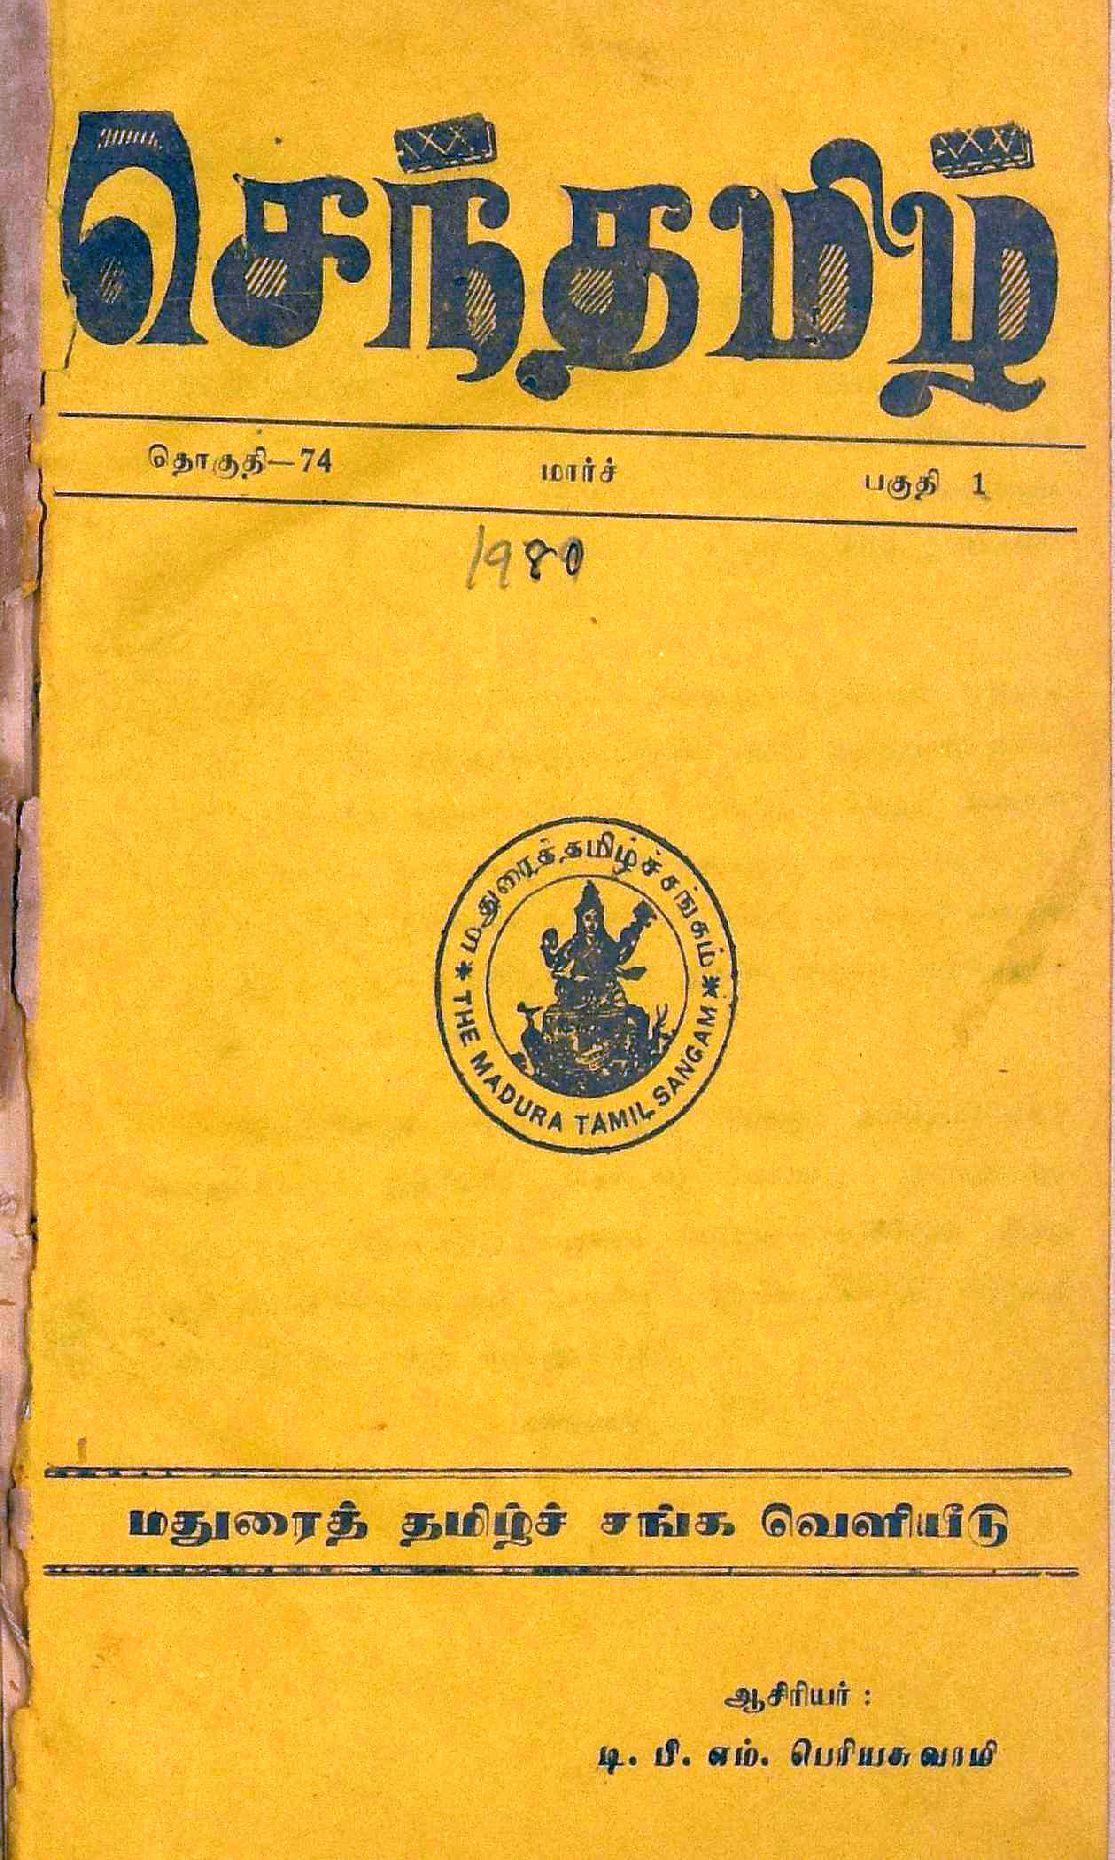 செந்தமிழ்
தொகுதி—74 மார்ச் பகுதி 1
1980
மதுரைத்தமிழ்ச்சங்கம்
* THE MADURA TAMIL SANGAM *
மதுரைத் தமிழ்ச் சங்க வெளியீடு
ஆசிரியர் :
டி. பி. எம். பெரியசுவாமி